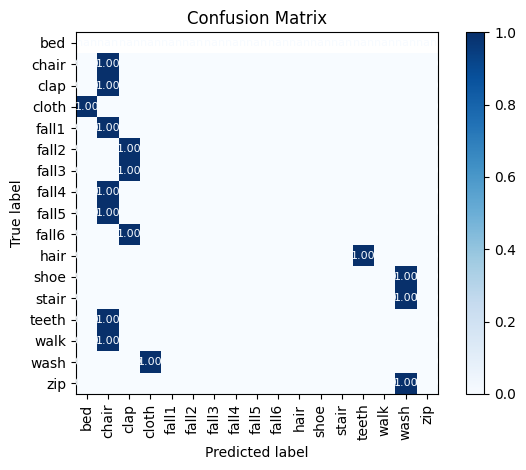 Confusion Matrix
True label
bed
chair 1.00
clap 1.00
cloth 1.00
fall1 1.00
fall2 1.00
fall3 1.00
fall4 1.00
fall5 1.00
fall6 1.00
hair 1.00
shoe 1.00
stair 1.00
teeth 1.00
walk 1.00
wash 1.00
zip 1.00
bed chair clap cloth fall1 fall2 fall3 fall4 fall5 fall6 hair shoe stair teeth walk wash zip
Predicted label
1.0
0.8
0.6
0.4
0.2
0.0